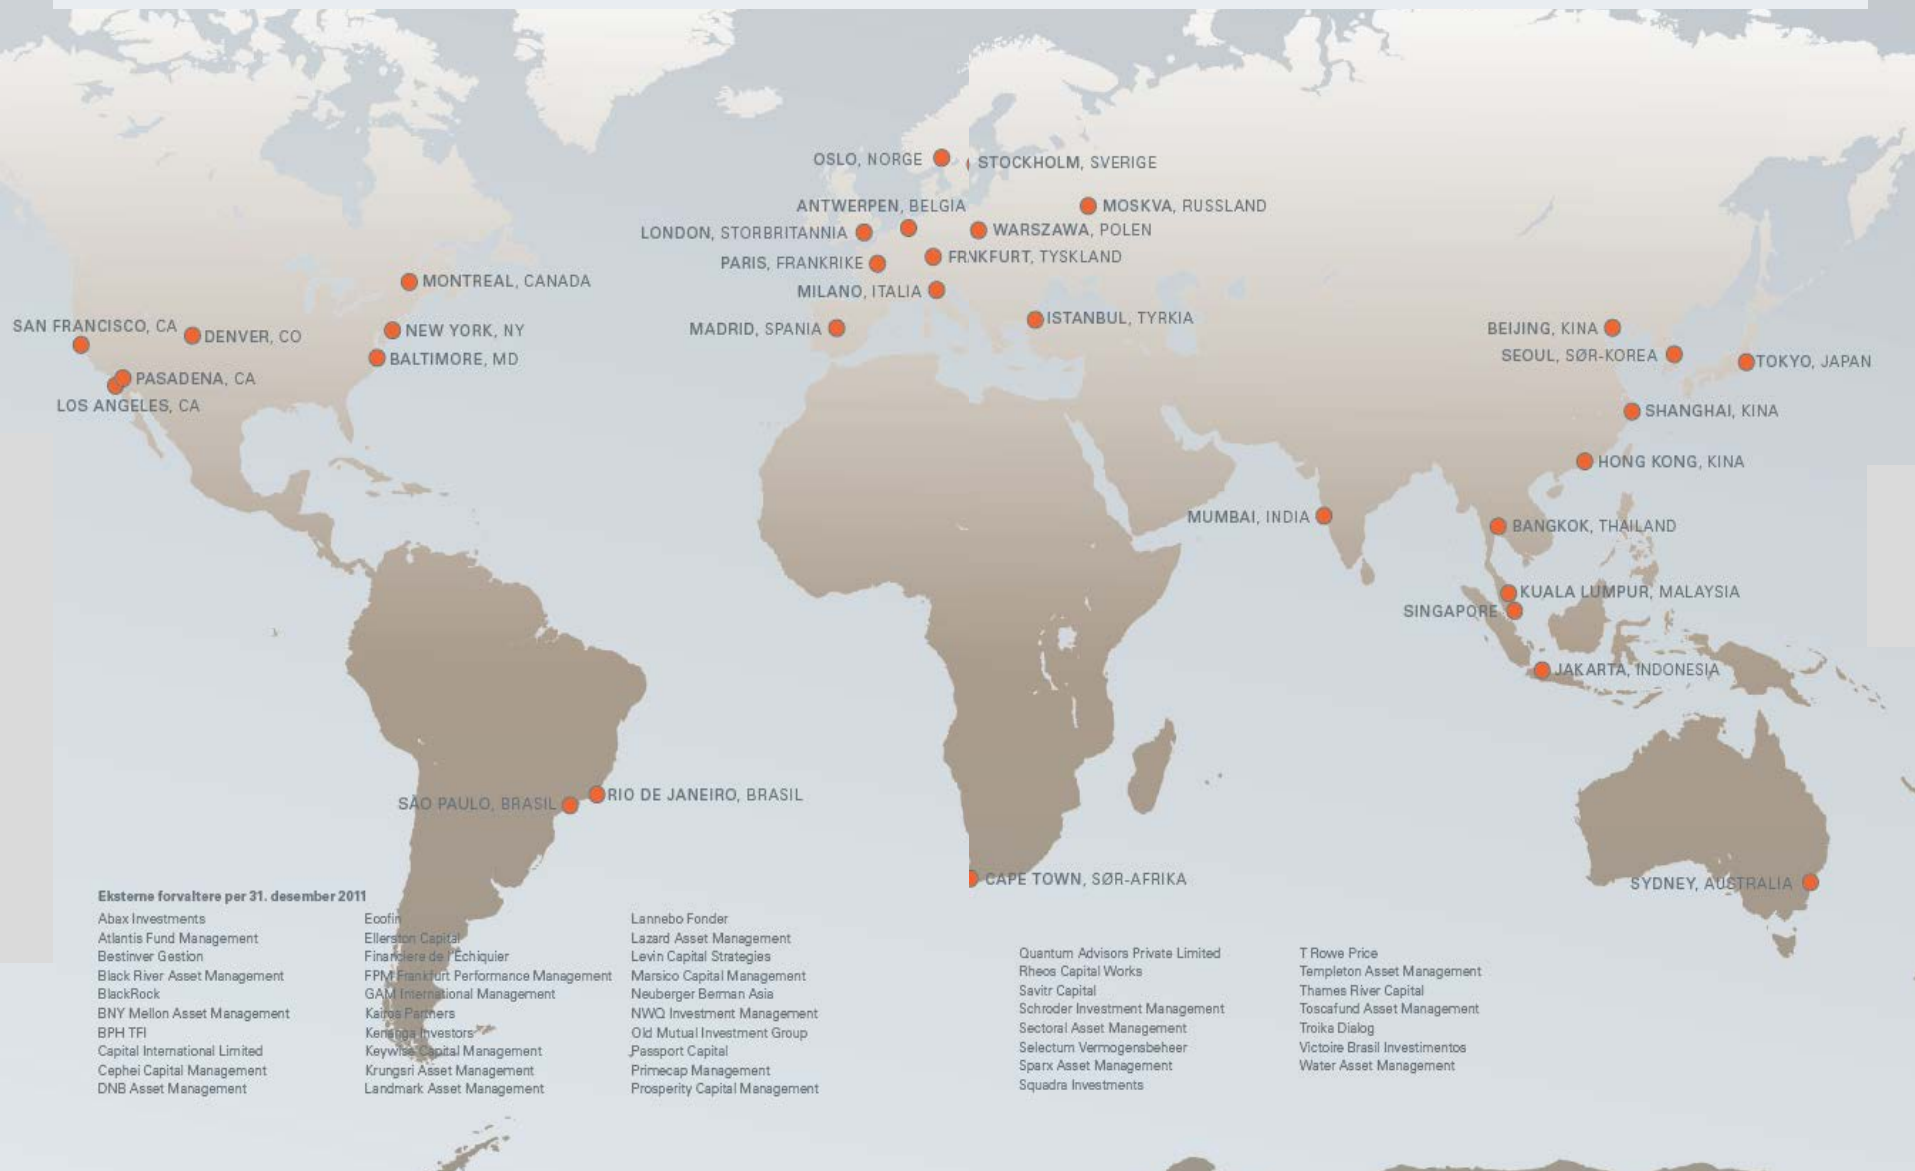 OSLO, NORGE
STOCKHOLM, SVERIGE
ANTWERPEN, BELGIA
MOSKVA, RUSSLAND
LONDON, STORBRITANNIA
WARSZAWA, POLEN
PARIS, FRANKRIKE
FRNKFURT, TYSKLAND
MONTREAL, CANADA
MILANO, ITALIA
SAN FRANCISCO, CA
DENVER, CO
NEW YORK, NY
MADRID, SPANIA
ISTANBUL, TYRKIA
BEIJING, KINA
BALTIMORE, MD
SEOUL, SØR-KOREA
TOKYO, JAPAN
PASADENA, CA
LOS ANGELES, CA
SHANGHAI, KINA
HONG KONG, KINA
MUMBAI, INDIA
BANGKOK, THAILAND
KUALA LUMPUR, MALAYSIA
SINGAPORE
JAKARTA, INDONESIA
SÃO PAULO, BRASIL
RIO DE JANEIRO, BRASIL
CAPE TOWN, SØR-AFRIKA
SYDNEY, AUSTRALIA
Eksterne forvaltere per 31. desember 2011
Abax Investments
Atlantis Fund Management
Bestinver Gestion
Black River Asset Management
BlackRock
BNY Mellon Asset Management
BPH TFI
Capital International Limited
Cephei Capital Management
DNB Asset Management
Ecofin
Ellerston Capital
Financiere de l'Echiquier
FPM Frankfurt Performance Management
GAM International Management
Kairos Partners
Kenanga Investors
Keywise Capital Management
Krungsri Asset Management
Landmark Asset Management
Lannebo Fonder
Lazard Asset Management
Levin Capital Strategies
Marsico Capital Management
Neuberger Berman Asia
NWQ Investment Management
Old Mutual Investment Group
Passport Capital
Primecap Management
Prosperity Capital Management
Quantum Advisors Private Limited
Rheos Capital Works
Savitr Capital
Schroder Investment Management
Sectoral Asset Management
Selectum Vermogensbeheer
Sparx Asset Management
Squadra Investments
T Rowe Price
Templeton Asset Management
Thames River Capital
Toscafund Asset Management
Troika Dialog
Victoire Brasil Investimentos
Water Asset Management